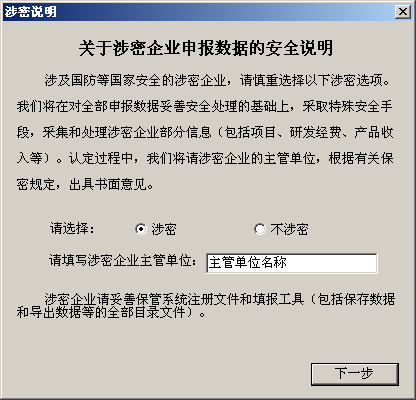 涉密说明
关于涉密企业申报数据的安全说明
涉及国防等国家安全的涉密企业，请慎重选择以下涉密选项。
我们将在对全部申报数据妥善安全处理的基础上，采取特殊安全手
段，采集和处理涉密企业部分信息（包括项目、研发经费、产品收
入等）。认定过程中，我们将请涉密企业的主管单位，根据有关保
密规定，出具书面意见。
请选择： 涉密 不涉密
请填写涉密企业主管单位： 主管单位名称
涉密企业请妥善保管系统注册文件和填报工具（包括保存数据
和导出数据等的全部目录文件）。
下一步